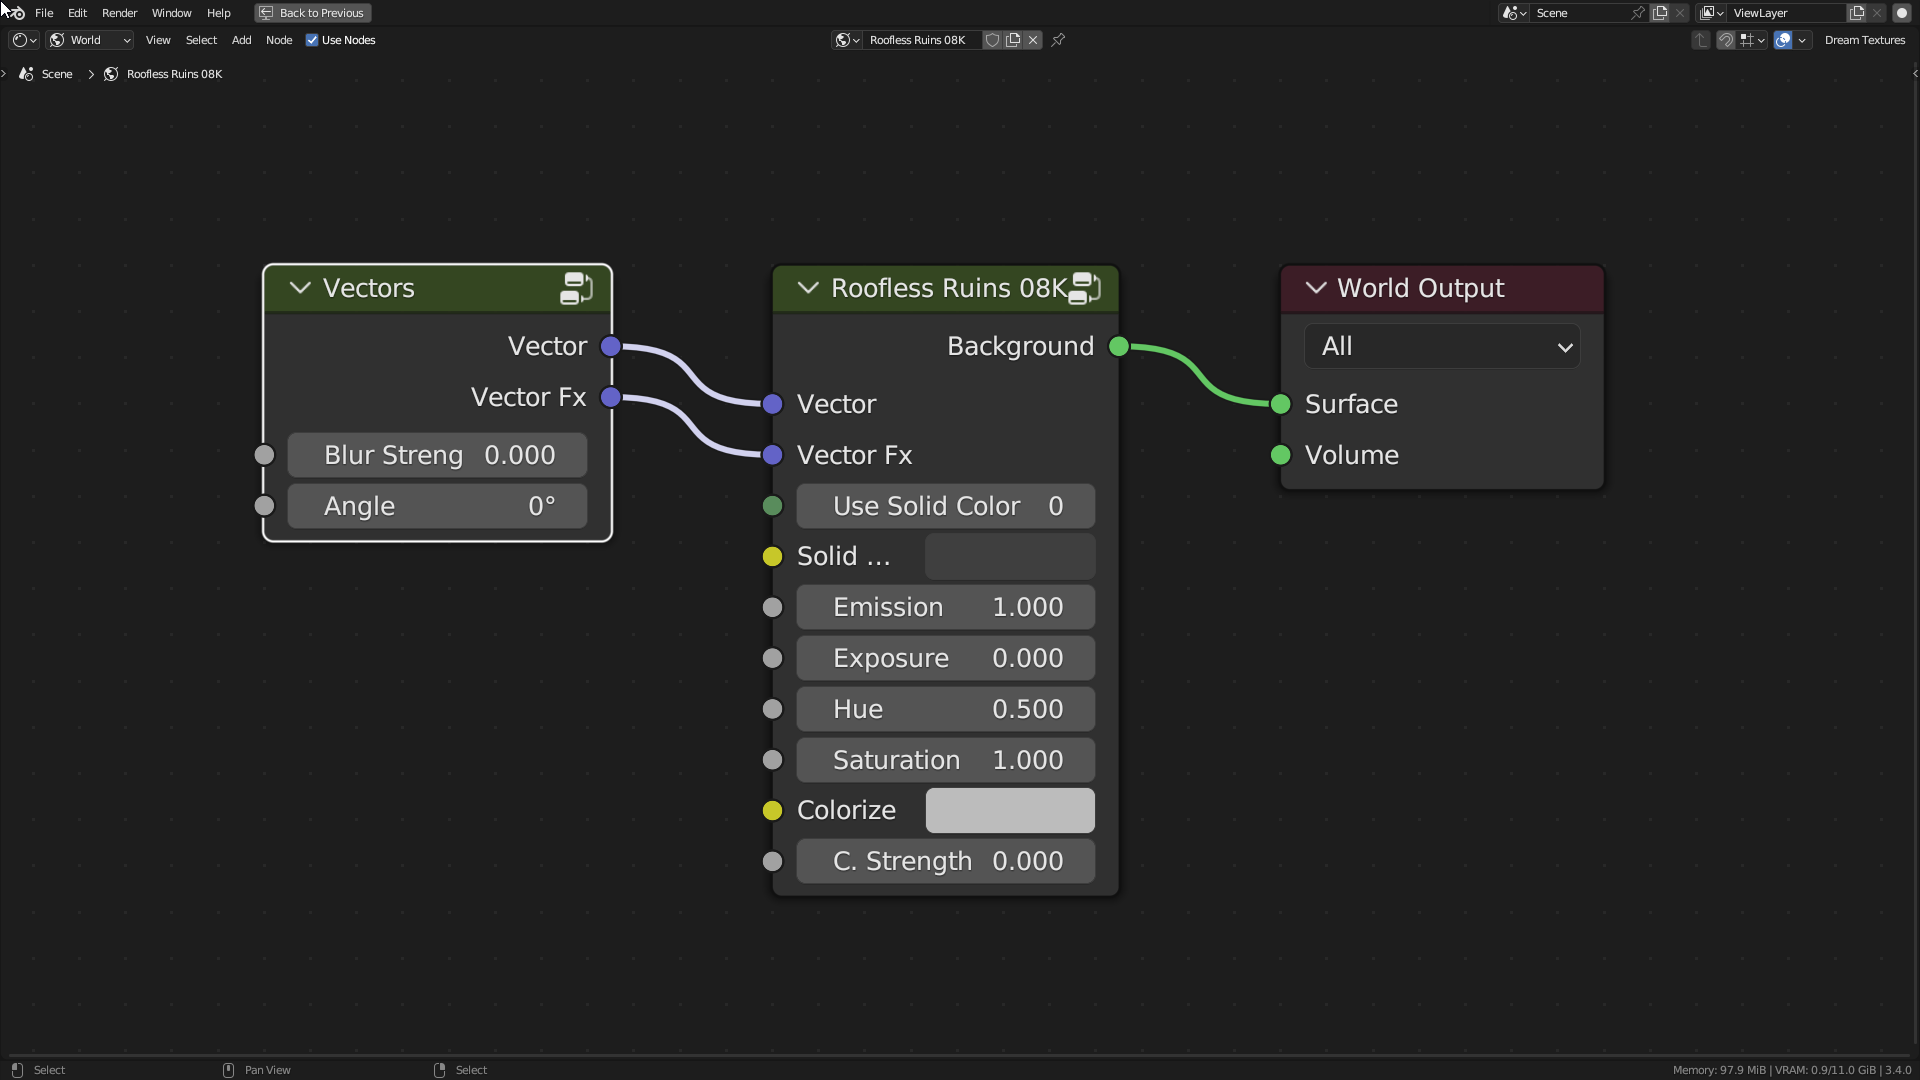 File Edit Render Window Help Back to Previous Scene ViewLayer
World View Select Add Node Use Nodes Roofless Ruins 08K Dream Textures
Scene Roofless Ruins 08K
Vectors
Vector
Vector Fx
Blur Streng 0.000
Angle 0°
Roofless Ruins 08K
Background
Vector
Vector Fx
Use Solid Color 0
Solid ...
Emission 1.000
Exposure 0.000
Hue 0.500
Saturation 1.000
Colorize
C. Strength 0.000
World Output
All
Surface
Volume
Select Pan View Select Memory: 97.9 MiB | VRAM: 0.9/11.0 GiB | 3.4.0